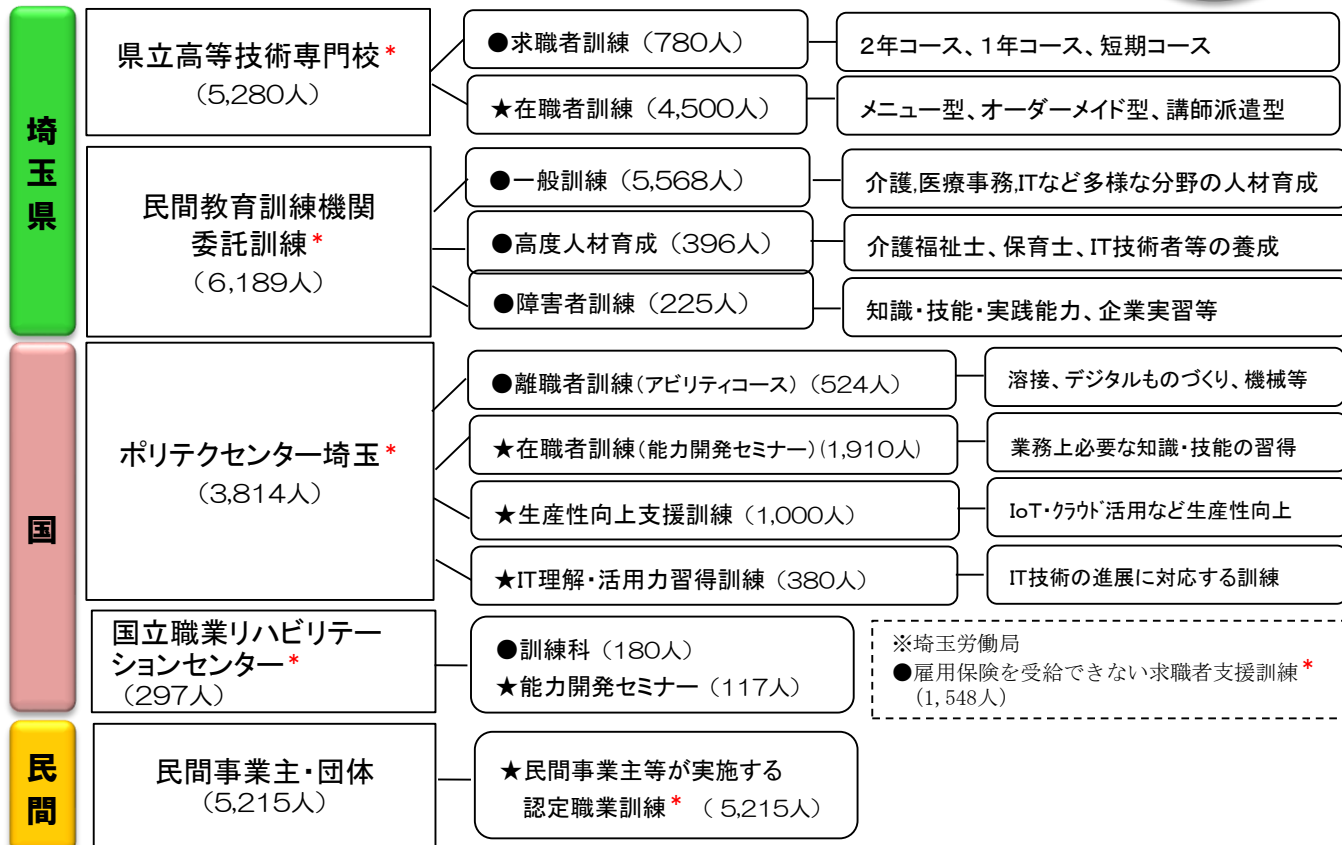 埼玉県
県立高等技術専門校*
(5,280人)
●求職者訓練(780人)
2年コース、1年コース、短期コース
★在職者訓練(4,500人)
メニュー型、オーダーメイド型、講師派遣型
民間教育訓練機関
委託訓練*
(6,189人)
●一般訓練(5,568人)
介護,医療事務,ITなど多様な分野の人材育成
●高度人材育成(396人)
介護福祉士、保育士、IT技術者等の養成
●障害者訓練(225人)
知識・技能・実践能力、企業実習等
国
ポリテクセンター埼玉*
(3,814人)
●離職者訓練(アビリティコース)(524人)
溶接、デジタルものづくり、機械等
★在職者訓練(能力開発セミナー)(1,910人)
業務上必要な知識・技能の習得
★生産性向上支援訓練(1,000人)
IoT・クラウド活用など生産性向上
★IT理解・活用力習得訓練(380人)
IT技術の進展に対応する訓練
国立職業リハビリテー
ションセンター*
(297人)
●訓練科(180人)
★能力開発セミナー(117人)
※埼玉労働局
●雇用保険を受給できない求職者支援訓練*
(1,548人)
民間
民間事業主・団体
(5,215人)
★民間事業主等が実施する
認定職業訓練*(5,215人)